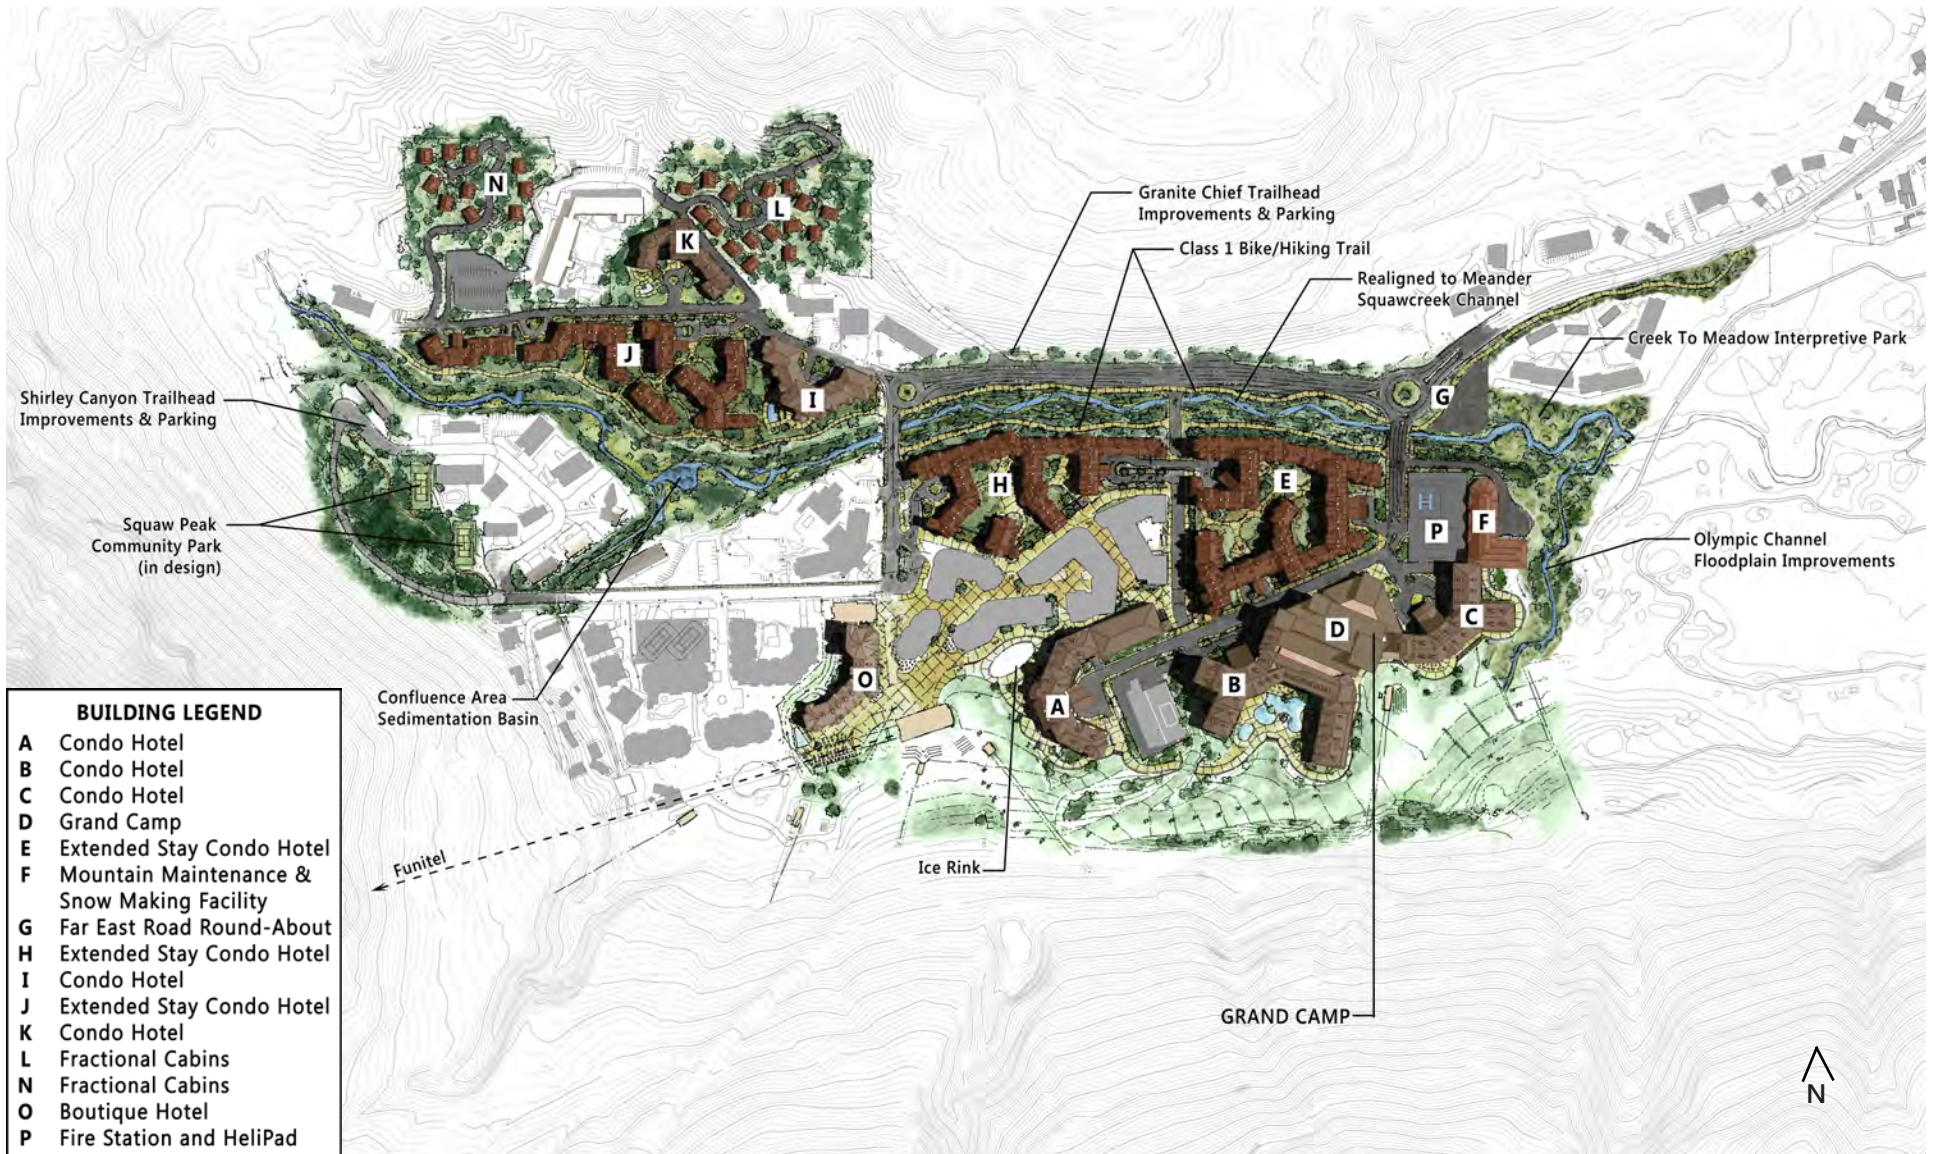 N
L
K
Granite Chief Trailhead
Improvements & Parking
Class 1 Bike/Hiking Trail
Realigned to Meander
Squawcreek Channel
Creek To Meadow Interpretive Park
J
I
G
Shirley Canyon Trailhead
Improvements & Parking
H
E
H
P
F
Squaw Peak
Community Park
(in design)
Olympic Channel
Floodplain Improvements
C
D
O
B
A
Confluence Area
Sedimentation Basin
Funitel
Ice Rink
GRAND CAMP
N
BUILDING LEGEND
A Condo Hotel
B Condo Hotel
C Condo Hotel
D Grand Camp
E Extended Stay Condo Hotel
F Mountain Maintenance &
Snow Making Facility
G Far East Road Round-About
H Extended Stay Condo Hotel
I Condo Hotel
J Extended Stay Condo Hotel
K Condo Hotel
L Fractional Cabins
N Fractional Cabins
O Boutique Hotel
P Fire Station and HeliPad